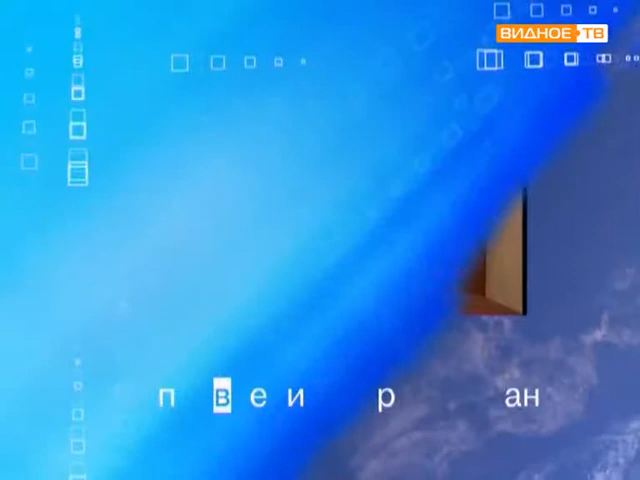 ВИДНОЕ ТВ
п в е и р ан